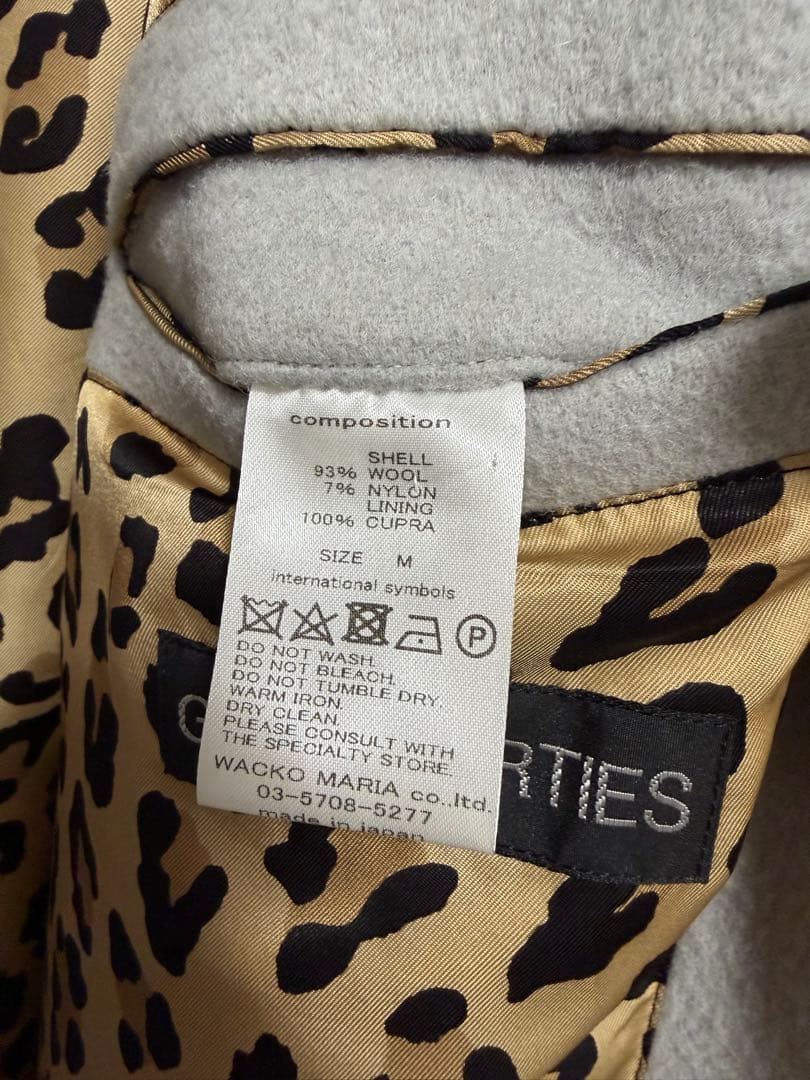 composition
SHELL
93% WOOL
7% NYLON
LINING
100% CUPRA
SIZE M
international symbols
P
DO NOT WASH.
DO NOT BLEACH.
DO NOT TUMBLE DRY.
WARM IRON.
DRY CLEAN.
PLEASE CONSULT WITH
THE SPECIALTY STORE.
WACKO MARIA co.,ltd.
03-5708-5277
made in japan
G
RTIES